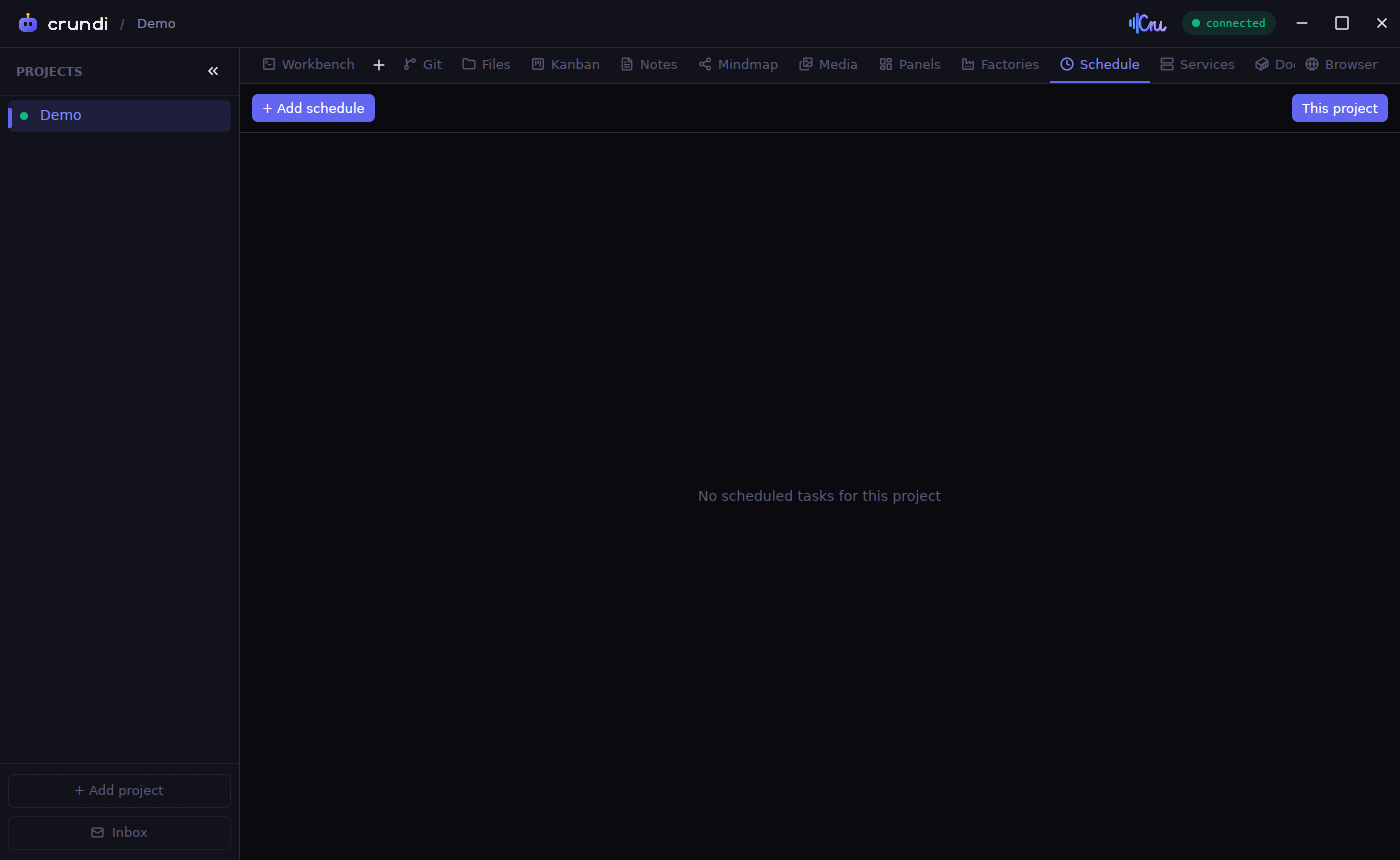 crundi / Demo
Cru
connected
PROJECTS
Workbench + Git Files Kanban Notes Mindmap Media Panels Factories Schedule Services Doc Browser
Demo
+ Add schedule
This project
No scheduled tasks for this project
+ Add project
Inbox